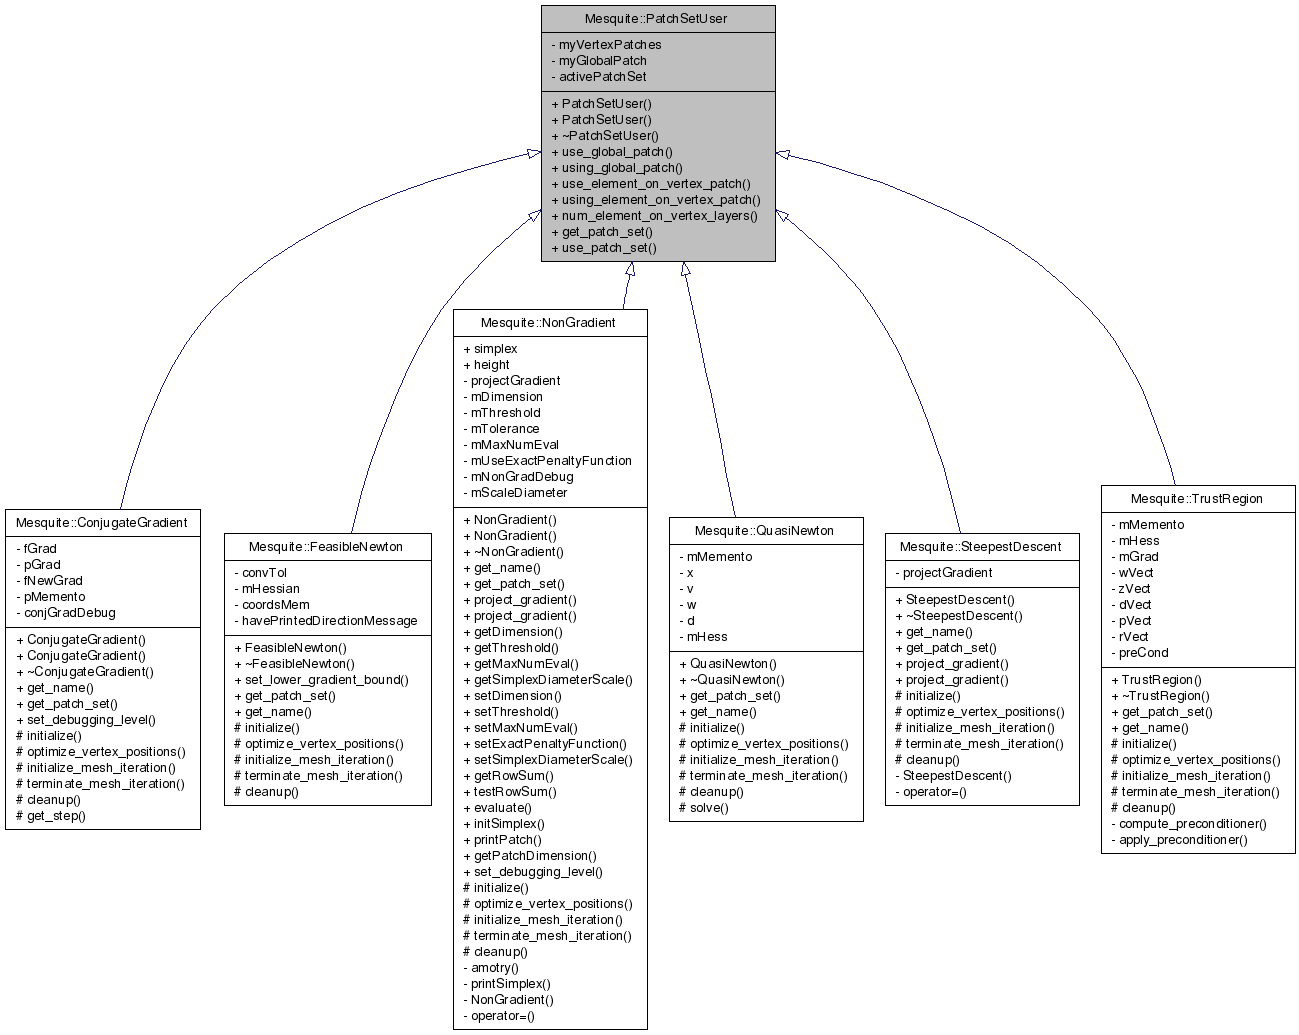 Mesquite::PatchSetUser
- myVertexPatches
- myGlobalPatch
- activePatchSet
+ PatchSetUser()
+ PatchSetUser()
+ ~PatchSetUser()
+ use_global_patch()
+ using_global_patch()
+ use_element_on_vertex_patch()
+ using_element_on_vertex_patch()
+ num_element_on_vertex_layers()
+ get_patch_set()
+ use_patch_set()
Mesquite::ConjugateGradient
- fGrad
- pGrad
- fNewGrad
- pMemento
- conjGradDebug
+ ConjugateGradient()
+ ConjugateGradient()
+ ~ConjugateGradient()
+ get_name()
+ get_patch_set()
+ set_debugging_level()
# initialize()
# optimize_vertex_positions()
# initialize_mesh_iteration()
# terminate_mesh_iteration()
# cleanup()
# get_step()
Mesquite::FeasibleNewton
- convTol
- mHessian
- coordsMem
- havePrintedDirectionMessage
+ FeasibleNewton()
+ ~FeasibleNewton()
+ set_lower_gradient_bound()
+ get_patch_set()
+ get_name()
# initialize()
# optimize_vertex_positions()
# initialize_mesh_iteration()
# terminate_mesh_iteration()
# cleanup()
Mesquite::NonGradient
+ simplex
+ height
- projectGradient
- mDimension
- mThreshold
- mTolerance
- mMaxNumEval
- mUseExactPenaltyFunction
- mNonGradDebug
- mScaleDiameter
+ NonGradient()
+ NonGradient()
+ ~NonGradient()
+ get_name()
+ get_patch_set()
+ project_gradient()
+ project_gradient()
+ getDimension()
+ getThreshold()
+ getMaxNumEval()
+ getSimplexDiameterScale()
+ setDimension()
+ setThreshold()
+ setMaxNumEval()
+ setExactPenaltyFunction()
+ setSimplexDiameterScale()
+ getRowSum()
+ testRowSum()
+ evaluate()
+ initSimplex()
+ printPatch()
+ getPatchDimension()
+ set_debugging_level()
# initialize()
# optimize_vertex_positions()
# initialize_mesh_iteration()
# terminate_mesh_iteration()
# cleanup()
- amotry()
- printSimplex()
- NonGradient()
- operator=()
Mesquite::QuasiNewton
- mMemento
- x
- v
- w
- d
- mHess
+ QuasiNewton()
+ ~QuasiNewton()
+ get_patch_set()
+ get_name()
# initialize()
# optimize_vertex_positions()
# initialize_mesh_iteration()
# terminate_mesh_iteration()
# cleanup()
# solve()
Mesquite::SteepestDescent
- projectGradient
+ SteepestDescent()
+ ~SteepestDescent()
+ get_name()
+ get_patch_set()
+ project_gradient()
+ project_gradient()
# initialize()
# optimize_vertex_positions()
# initialize_mesh_iteration()
# terminate_mesh_iteration()
# cleanup()
- SteepestDescent()
- operator=()
Mesquite::TrustRegion
- mMemento
- mHess
- mGrad
- wVect
- zVect
- dVect
- pVect
- rVect
- preCond
+ TrustRegion()
+ ~TrustRegion()
+ get_patch_set()
+ get_name()
# initialize()
# optimize_vertex_positions()
# initialize_mesh_iteration()
# terminate_mesh_iteration()
# cleanup()
- compute_preconditioner()
- apply_preconditioner()